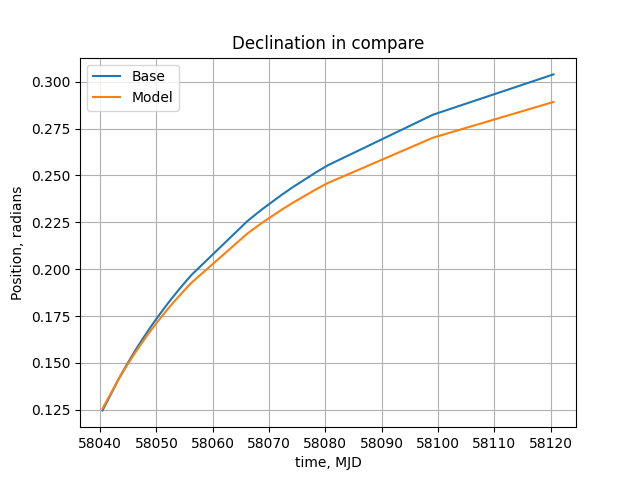 Declination in compare
Base
Model
0.300
0.275
0.250
0.225
0.200
0.175
0.150
0.125
Position, radians
58040 58050 58060 58070 58080 58090 58100 58110 58120
time, MJD